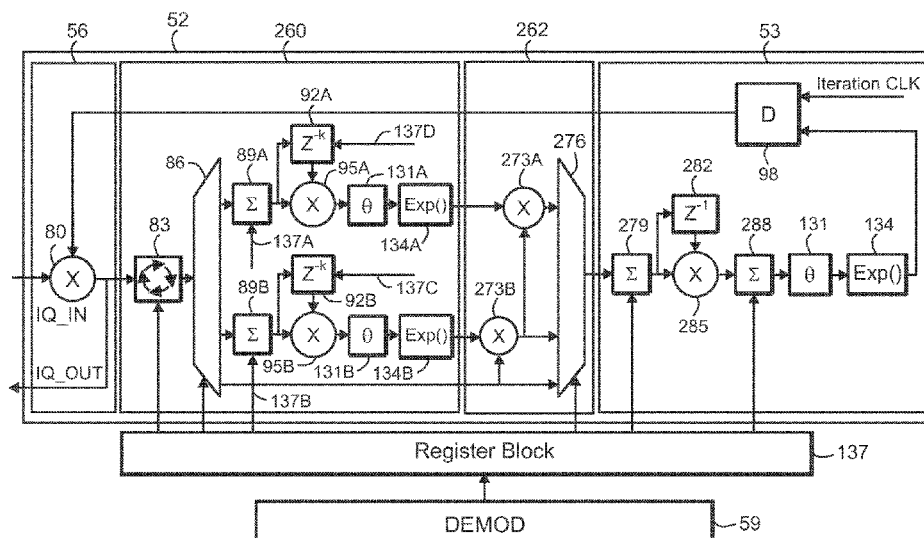 56
52
260
262
53
92A
Iteration CLK
Z-k
137D
D
86
89A
95A
131A
273A
276
98
282
Σ
X
θ
Exp()
X
Z-1
80
83
137A
134A
279
288
131
134
X
Z-k
137C
Σ
X
Σ
θ
Exp()
IQ_IN
89B
92B
273B
285
Σ
X
θ
Exp()
X
IQ_OUT
95B
131B
134B
137B
Register Block
137
DEMOD
59